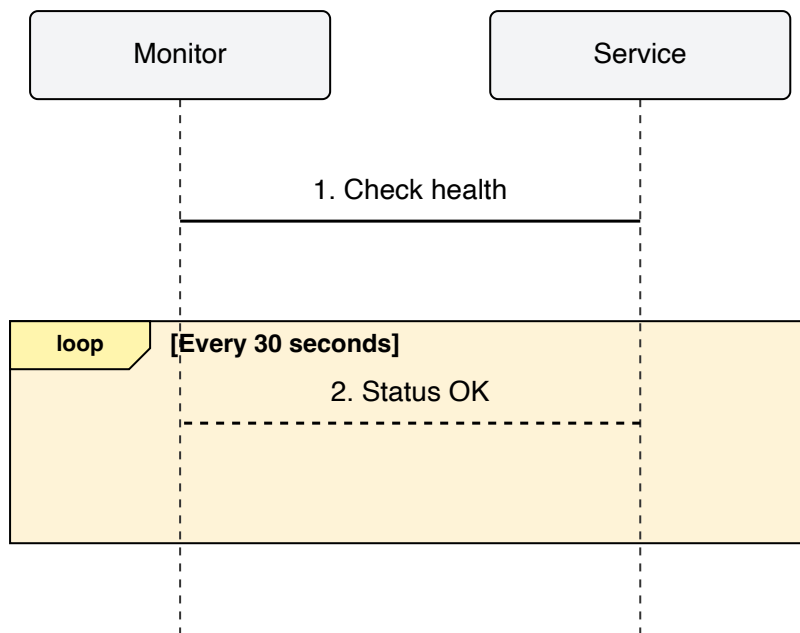 Monitor
Service
1. Check health
loop
[Every 30 seconds]
2. Status OK